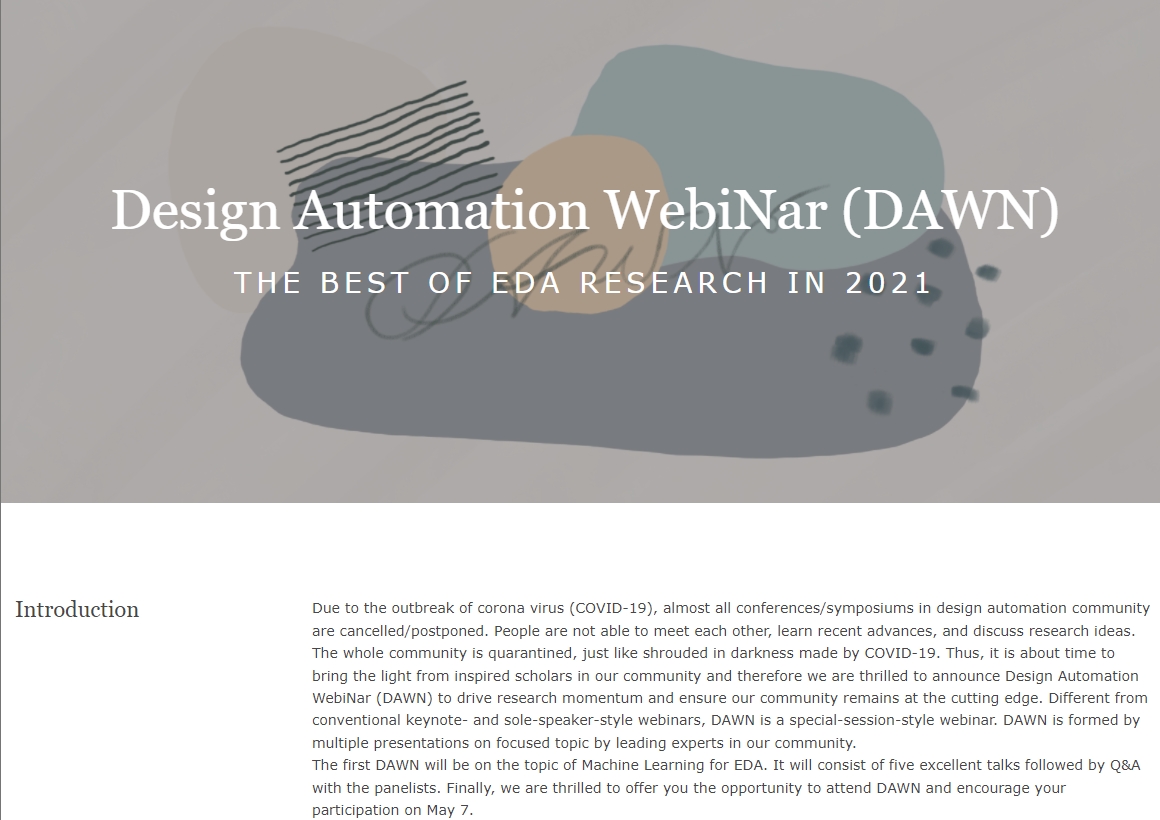 Design Automation WebiNar (DAWN)
DAWN
THE BEST OF EDA RESEARCH IN 2021
Introduction
Due to the outbreak of corona virus (COVID-19), almost all conferences/symposiums in design automation community
are cancelled/postponed. People are not able to meet each other, learn recent advances, and discuss research ideas.
The whole community is quarantined, just like shrouded in darkness made by COVID-19. Thus, it is about time to
bring the light from inspired scholars in our community and therefore we are thrilled to announce Design Automation
WebiNar (DAWN) to drive research momentum and ensure our community remains at the cutting edge. Different from
conventional keynote- and sole-speaker-style webinars, DAWN is a special-session-style webinar. DAWN is formed by
multiple presentations on focused topic by leading experts in our community.
The first DAWN will be on the topic of Machine Learning for EDA. It will consist of five excellent talks followed by Q&A
with the panelists. Finally, we are thrilled to offer you the opportunity to attend DAWN and encourage your
participation on May 7.